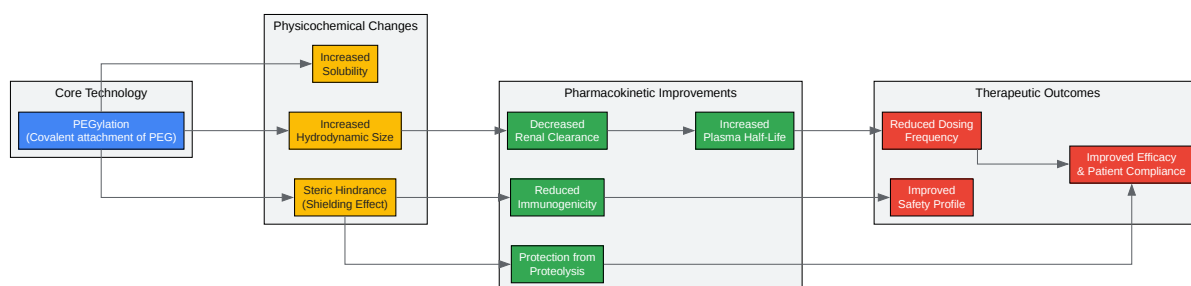 Physicochemical Changes
Increased
Solubility
Core Technology
PEGylation
(Covalent attachment of PEG)
Increased
Hydrodynamic Size
Steric Hindrance
(Shielding Effect)
Pharmacokinetic Improvements
Decreased
Renal Clearance
Increased
Plasma Half-Life
Reduced
Immunogenicity
Protection from
Proteolysis
Therapeutic Outcomes
Reduced Dosing
Frequency
Improved Efficacy
& Patient Compliance
Improved
Safety Profile